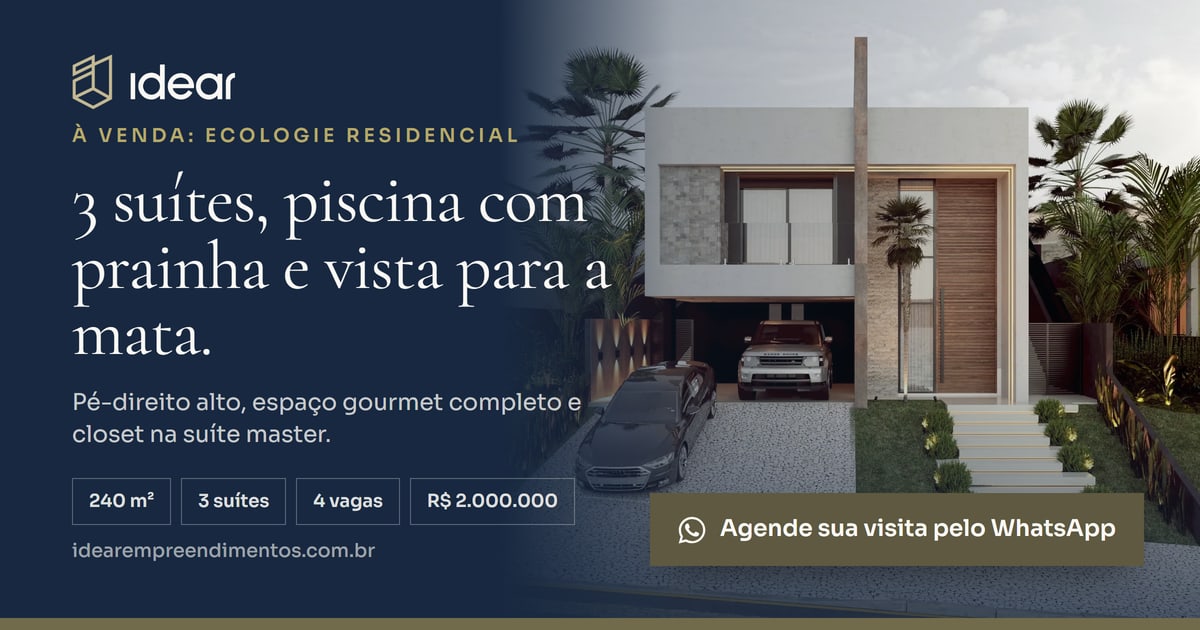 idear
À VENDA: ECOLOGIE RESIDENCIAL
3 suítes, piscina com
prainha e vista para a
mata.
Pé-direito alto, espaço gourmet completo e
closet na suíte master.
240 m²
3 suítes
4 vagas
R$ 2.000.000
idearempreendimentos.com.br
Agende sua visita pelo WhatsApp